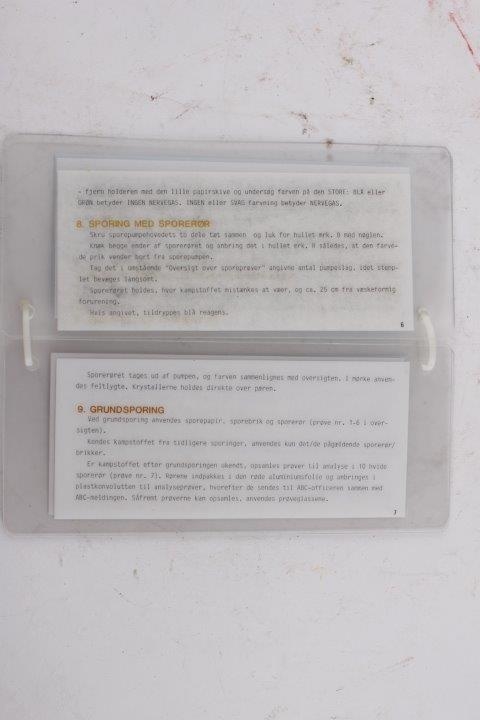 - fjern holderen med den lille papirskive og undersøg farven på den STORE: BLÅ eller
GRØN betyder INGEN NERVEGAS. INGEN eller SVAG farvning betyder NERVEGAS.
8. SPORING MED SPORERØR
Skru sporepumpehovedets to dele tæt sammen og luk for hullet mrk. 0 med nøglen.
Knæk begge ender af sporerøret og anbring det i hullet mrk. R således, at den farve-
de prik vender bort fra sporepumpen.
Tag det i omstående "Oversigt over sporeprøver" angivne antal pumpeslag, idet stemp-
let bevæges langsomt.
Sporerøret holdes, hvor kampstoffet mistænkes at vær, og ca. 25 cm fra væskeformig
forurening.
Hvis angivet, tildryppes blå reagens.
6
Sporerøret tages ud af pumpen, og farven sammenlignes med oversigten. I mørke anven-
des feltlygte. Krystallerne holdes direkte over pæren.
9. GRUNDSPORING
Ved grundsporing anvendes sporepapir, sporebrik og sporerør (prøve nr. 1-6 i over-
sigten).
Kendes kampstoffet fra tidligere sporinger, anvendes kun det/de pågældende sporerør/
brikker.
Er kampstoffet efter grundsporingen ukendt, opsamles prøver til analyse i 10 hvide
sporerør (prøve nr. 7). Rørene indpakkes i den røde aluminiumsfolie og anbringes i
plastkonvolutten til analyseprøver, hvorefter de sendes til ABC-officeren sammen med
ABC-meldingen. Såfremt prøverne kan opsamles, anvendes prøveglassene.
7